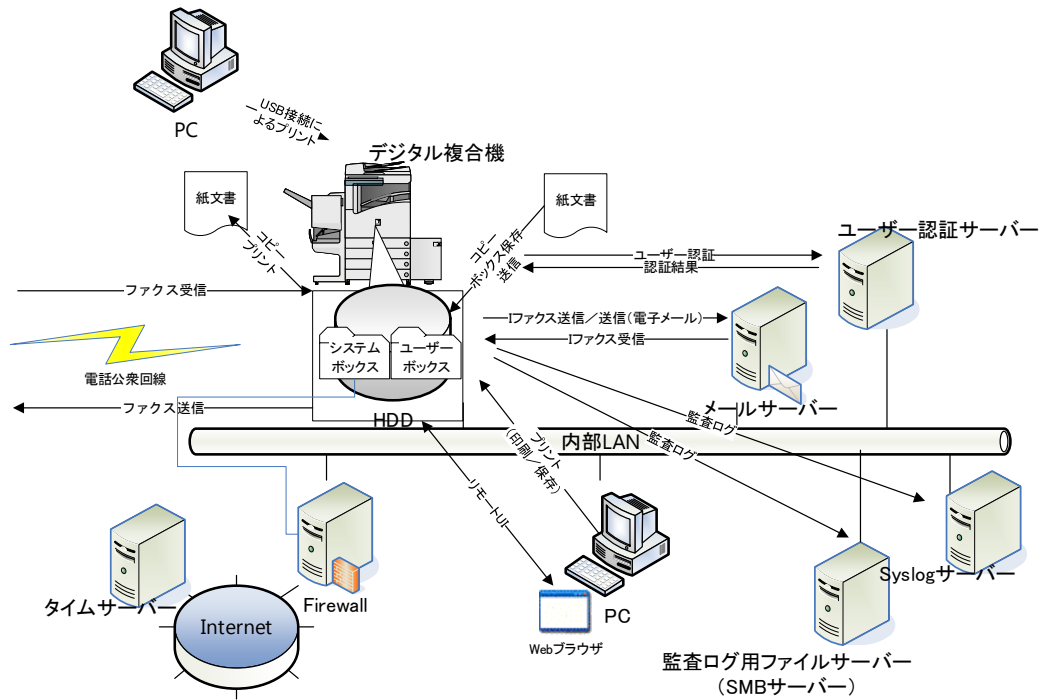 PC
USB接続に
よるプリント
デジタル複合機
紙文書
紙文書
コピー
プリント
コピー
ボックス保存
送信
ユーザー認証サーバー
ユーザー認証
認証結果
ファクス受信
Iファクス送信／送信(電子メール)
Iファクス受信
システム
ボックス
ユーザー
ボックス
電話公衆回線
ファクス送信
HDD
メールサーバー
監査ログ
監査ログ
内部LAN
プリント
(印刷／保存)
リモートUI
タイムサーバー
Firewall
Internet
PC
Webブラウザ
Syslogサーバー
監査ログ用ファイルサーバー
（SMBサーバー）